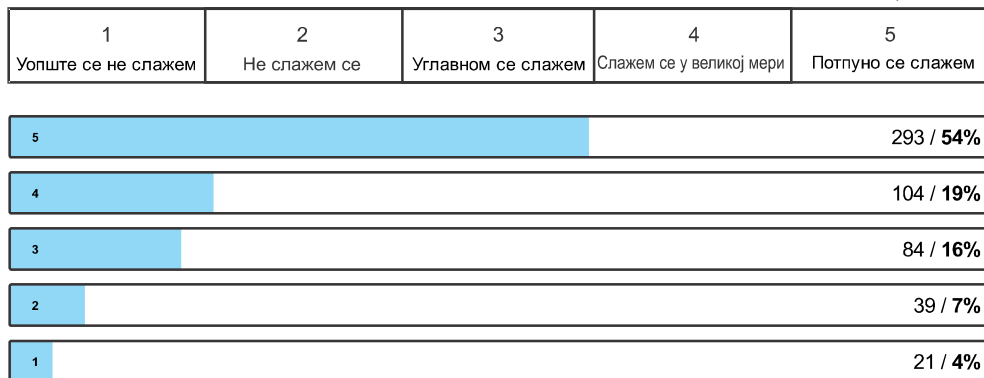 1 2 3 4 5
Уопште се не слажем Не слажем се Углавном се слажем Слажем се у великој мери Потпуно се слажем
5 293 / 54%
4 104 / 19%
3 84 / 16%
2 39 / 7%
1 21 / 4%